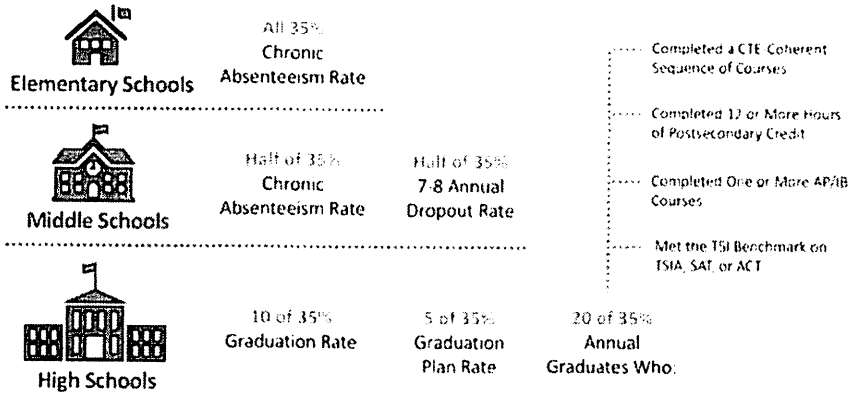 All 35%
Chronic
Absenteeism Rate
Elementary Schools
Half of 35%
Chronic
Absenteeism Rate
Half of 35%
7-8 Annual
Dropout Rate
Middle Schools
10 of 35%
Graduation Rate
5 of 35%
Graduation
Plan Rate
20 of 35%
Annual
Graduates Who:
High Schools
Completed a CTE-Coherent
Sequence of Courses
Completed 12 or More Hours
of Postsecondary Credit
Completed One or More AP/IB
Courses
Met the TSI Benchmark on
TSIA, SAT, or ACT